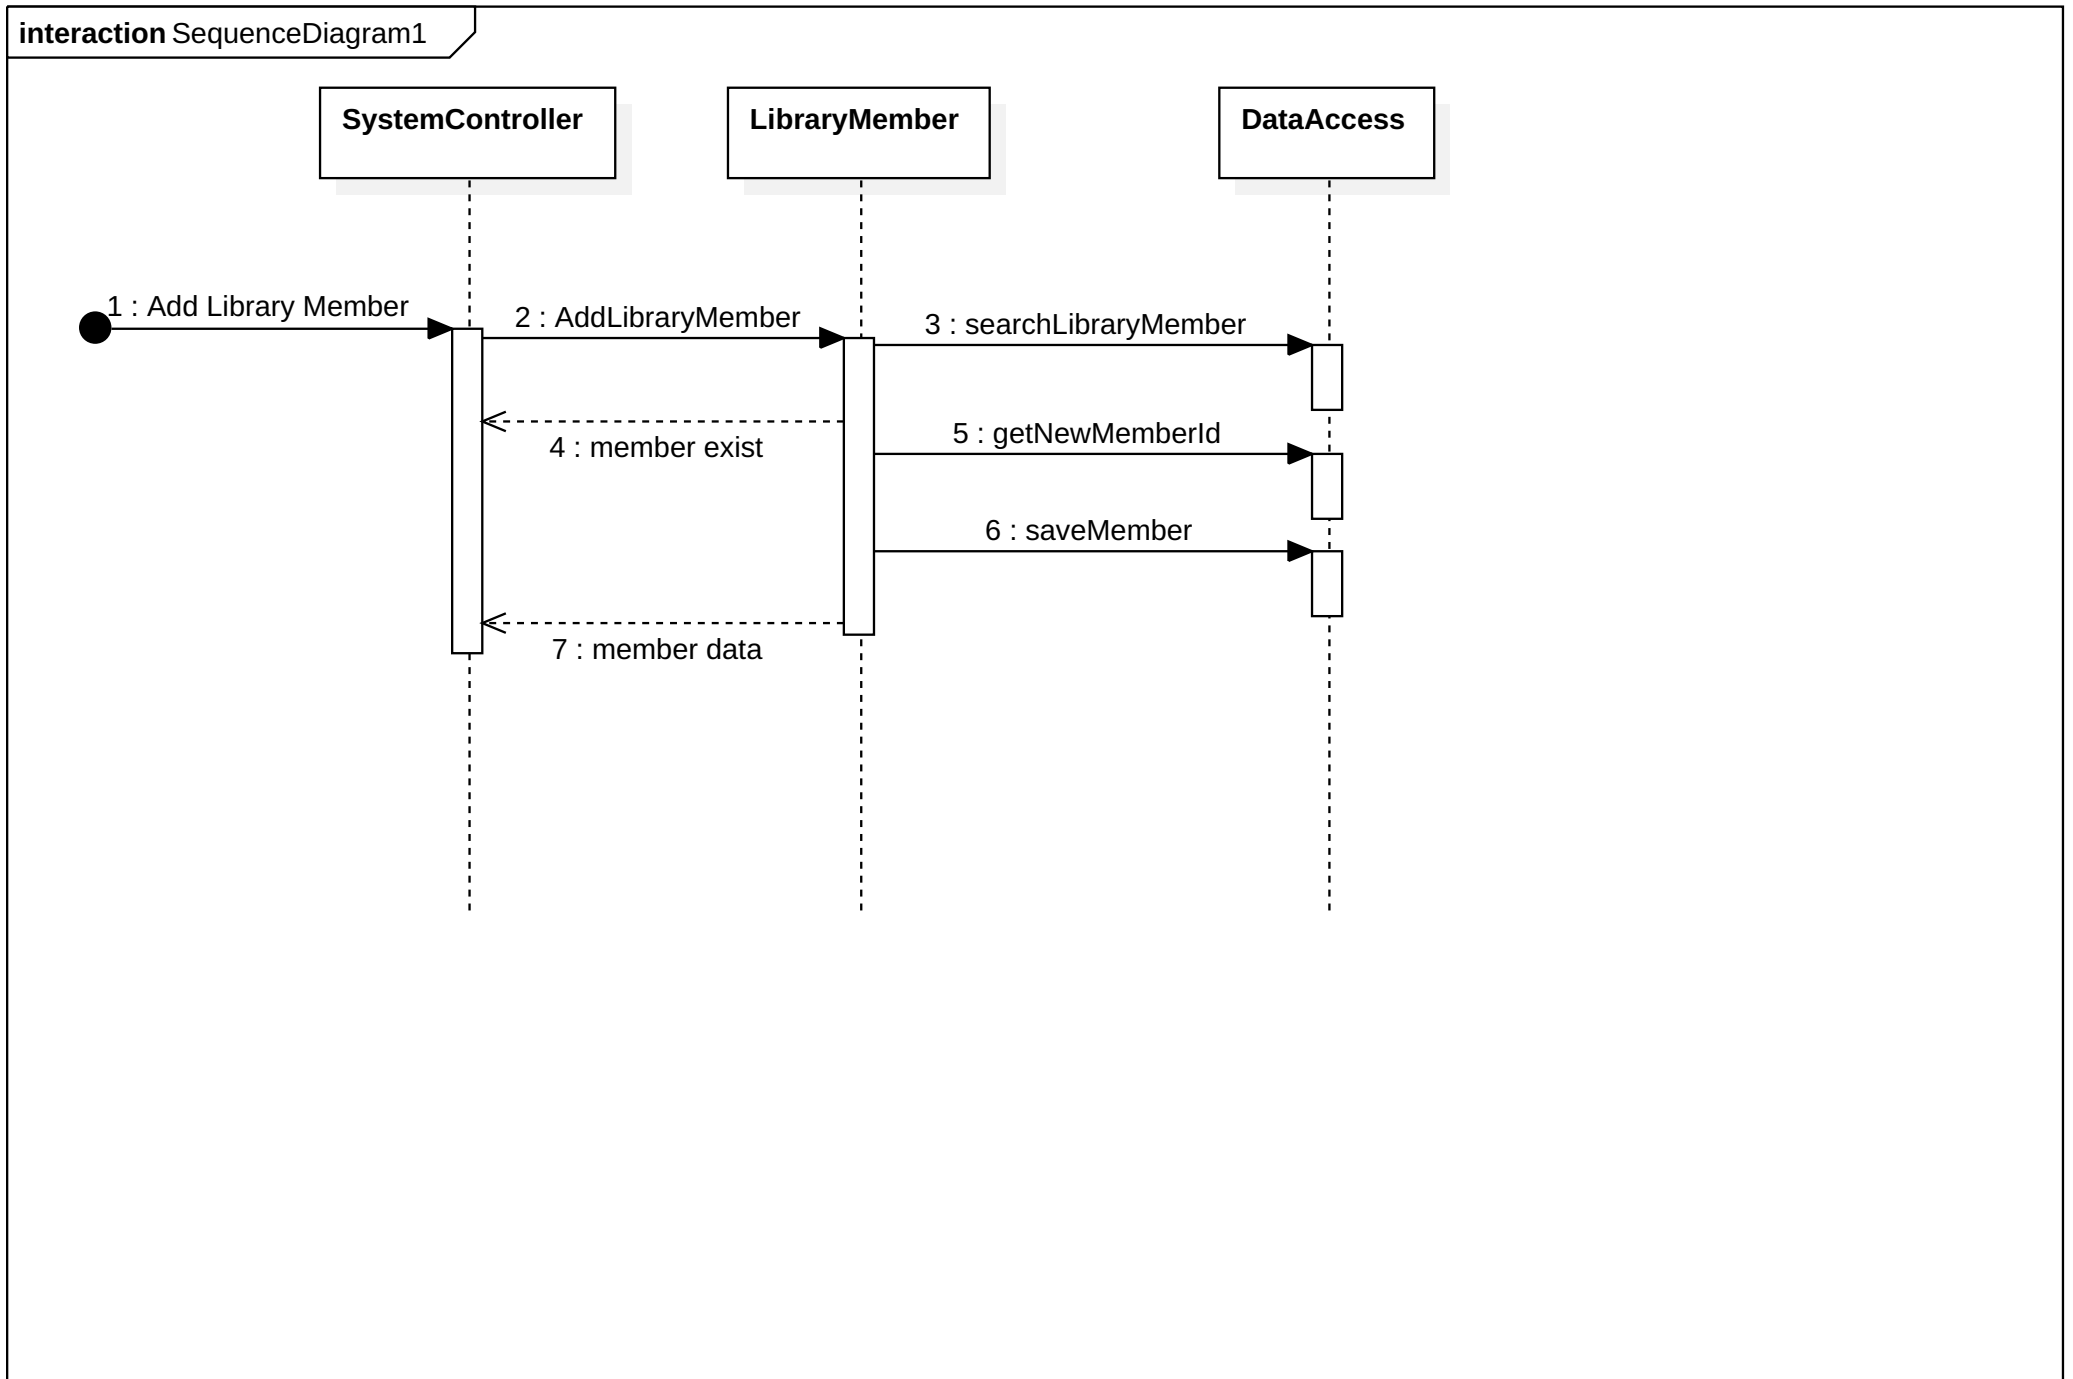 interaction SequenceDiagram1
SystemController
LibraryMember
DataAccess
1 : Add Library Member
2 : AddLibraryMember
3 : searchLibraryMember
4 : member exist
5 : getNewMemberId
6 : saveMember
7 : member data